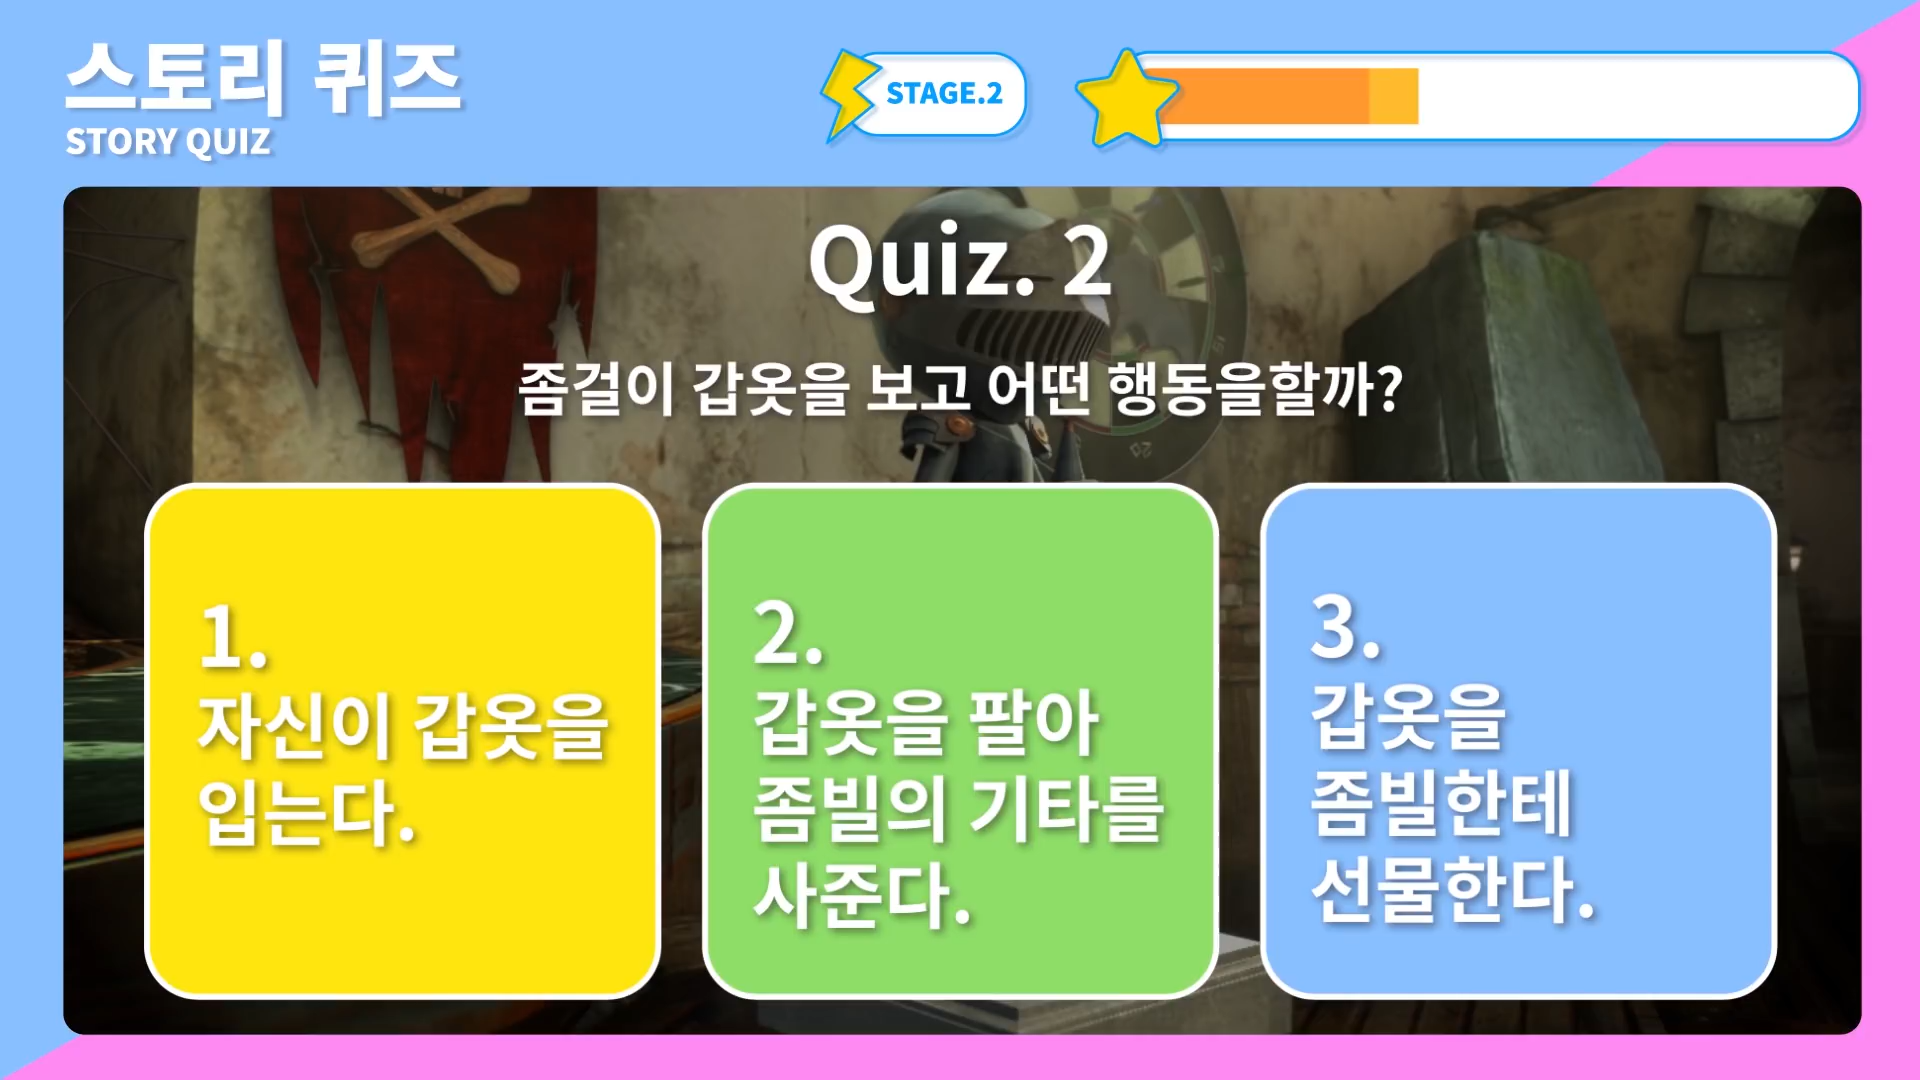 스토리 퀴즈
STORY QUIZ
STAGE.2
Quiz. 2
좀걸이 갑옷을 보고 어떤 행동을할까?
1.
자신이 갑옷을
입는다.
2.
갑옷을 팔아
좀빌의 기타를
사준다.
3.
갑옷을
좀빌한테
선물한다.